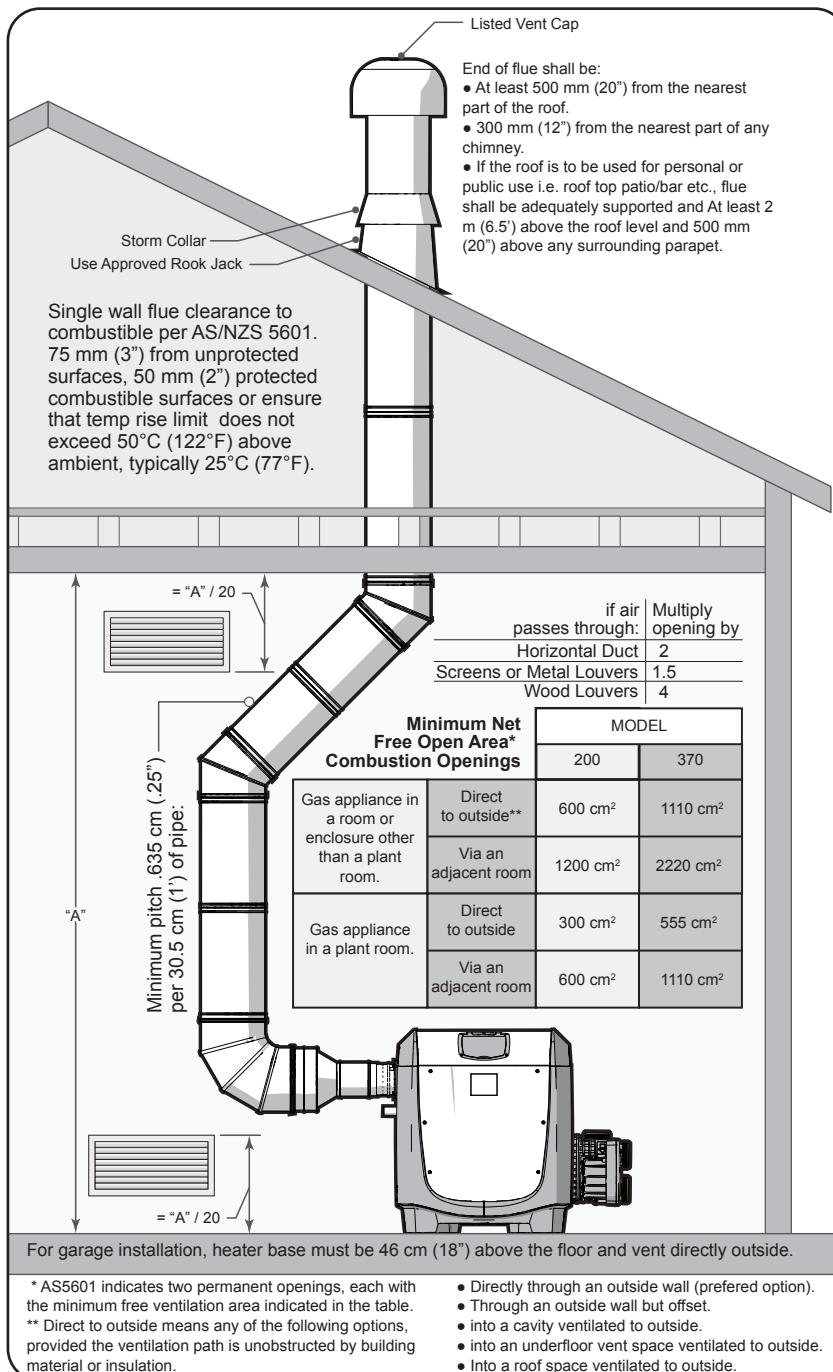 Listed Vent Cap
End of flue shall be:
● At least 500 mm (20”) from the nearest
part of the roof.
● 300 mm (12”) from the nearest part of any
chimney.
● If the roof is to be used for personal or
public use i.e. roof top patio/bar etc., flue
shall be adequately supported and At least 2
m (6.5’) above the roof level and 500 mm
(20”) above any surrounding parapet.
Storm Collar
Use Approved Rook Jack
Single wall flue clearance to
combustible per AS/NZS 5601.
75 mm (3”) from unprotected
surfaces, 50 mm (2”) protected
combustible surfaces or ensure
that temp rise limit does not
exceed 50°C (122°F) above
ambient, typically 25°C (77°F).
= “A” / 20
if air passes through: Multiply opening by
Horizontal Duct 2
Screens or Metal Louvers 1.5
Wood Louvers 4
Minimum Net
Free Open Area*
Combustion Openings
MODEL
200 370
Gas appliance in
a room or
enclosure other
than a plant
room.
Direct
to outside**
600 cm² 1110 cm²
Via an
adjacent room
1200 cm² 2220 cm²
Gas appliance
in a plant room.
Direct
to outside
300 cm² 555 cm²
Via an
adjacent room
600 cm² 1110 cm²
“A”
Minimum pitch .635 cm (.25”)
per 30.5 cm (1’) of pipe:
= “A” / 20
For garage installation, heater base must be 46 cm (18”) above the floor and vent directly outside.
* AS5601 indicates two permanent openings, each with
the minimum free ventilation area indicated in the table.
** Direct to outside means any of the following options,
provided the ventilation path is unobstructed by building
material or insulation.
● Directly through an outside wall (prefered option).
● Through an outside wall but offset.
● into a cavity ventilated to outside.
● into an underfloor vent space ventilated to outside.
● Into a roof space ventilated to outside.